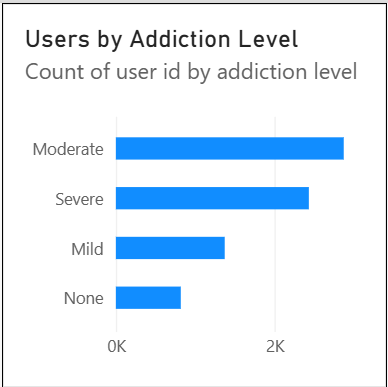 Users by Addiction Level
Count of user id by addiction level
Moderate
Severe
Mild
None
0K 2K